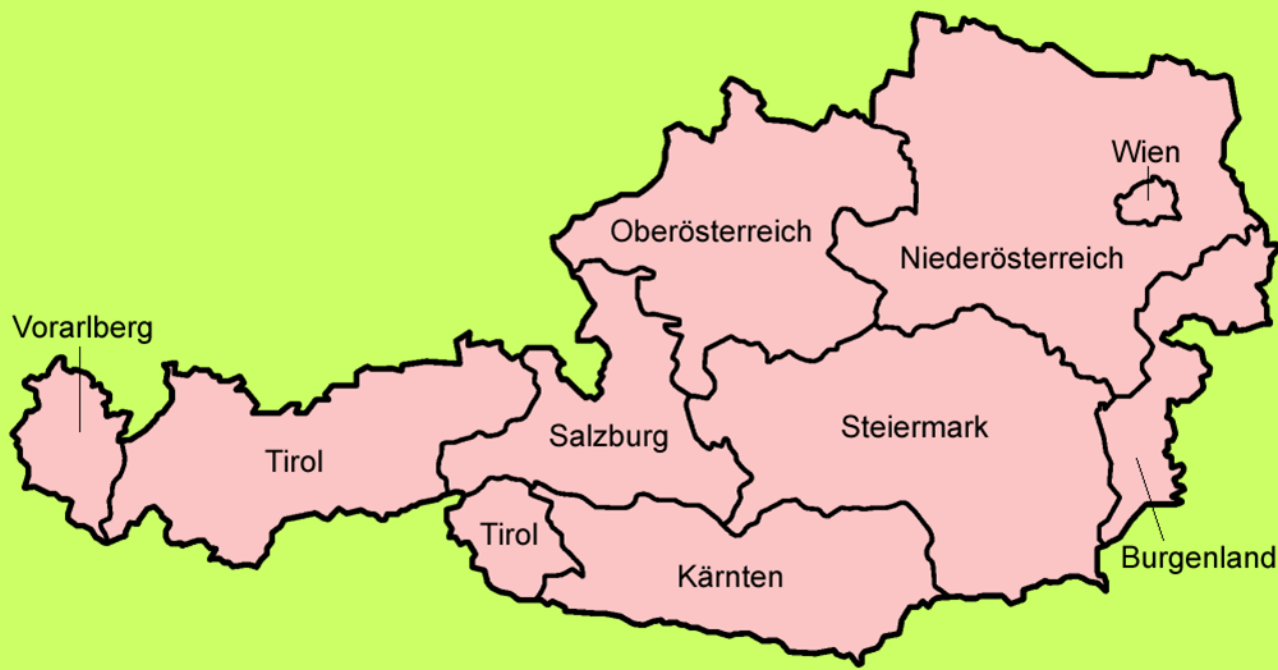 Wien
Oberösterreich
Niederösterreich
Vorarlberg
Steiermark
Salzburg
Tirol
Tirol
Burgenland
Kärnten